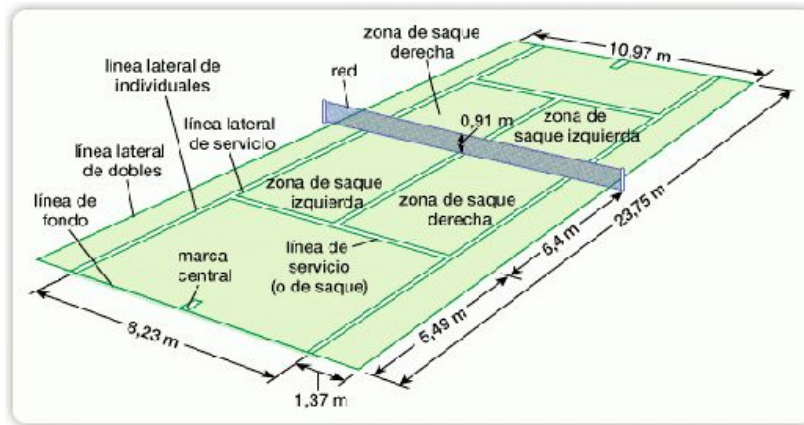 zona de saque
derecha
10,97 m
línea lateral de
individuales
red
línea lateral
de servicio
0,91 m
zona de
saque izquierda
línea lateral de
dobles
zona de saque
izquierda
zona de saque
derecha
línea de
fondo
marca
central
línea de
servicio
(o de saque)
6,4 m
23,75 m
5,49 m
8,23 m
1,37 m